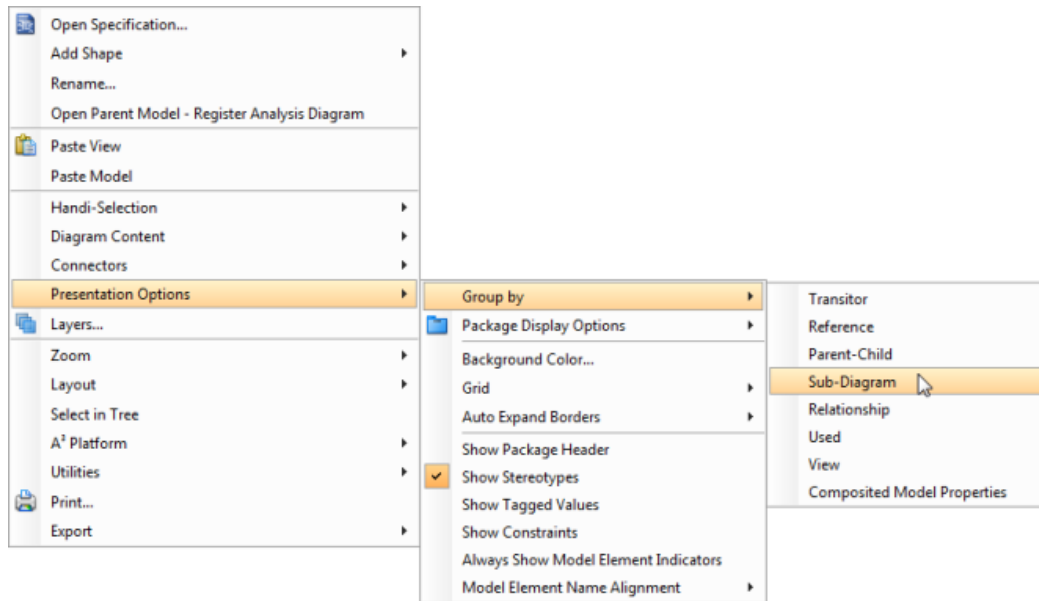 Open Specification...
Add Shape
Rename...
Open Parent Model - Register Analysis Diagram
Paste View
Paste Model
Handi-Selection
Diagram Content
Connectors
Presentation Options
Layers...
Zoom
Layout
Select in Tree
A³ Platform
Utilities
Print...
Export
Group by
Package Display Options
Background Color...
Grid
Auto Expand Borders
Show Package Header
Show Stereotypes
Show Tagged Values
Show Constraints
Always Show Model Element Indicators
Model Element Name Alignment
Transitor
Reference
Parent-Child
Sub-Diagram
Relationship
Used
View
Composited Model Properties